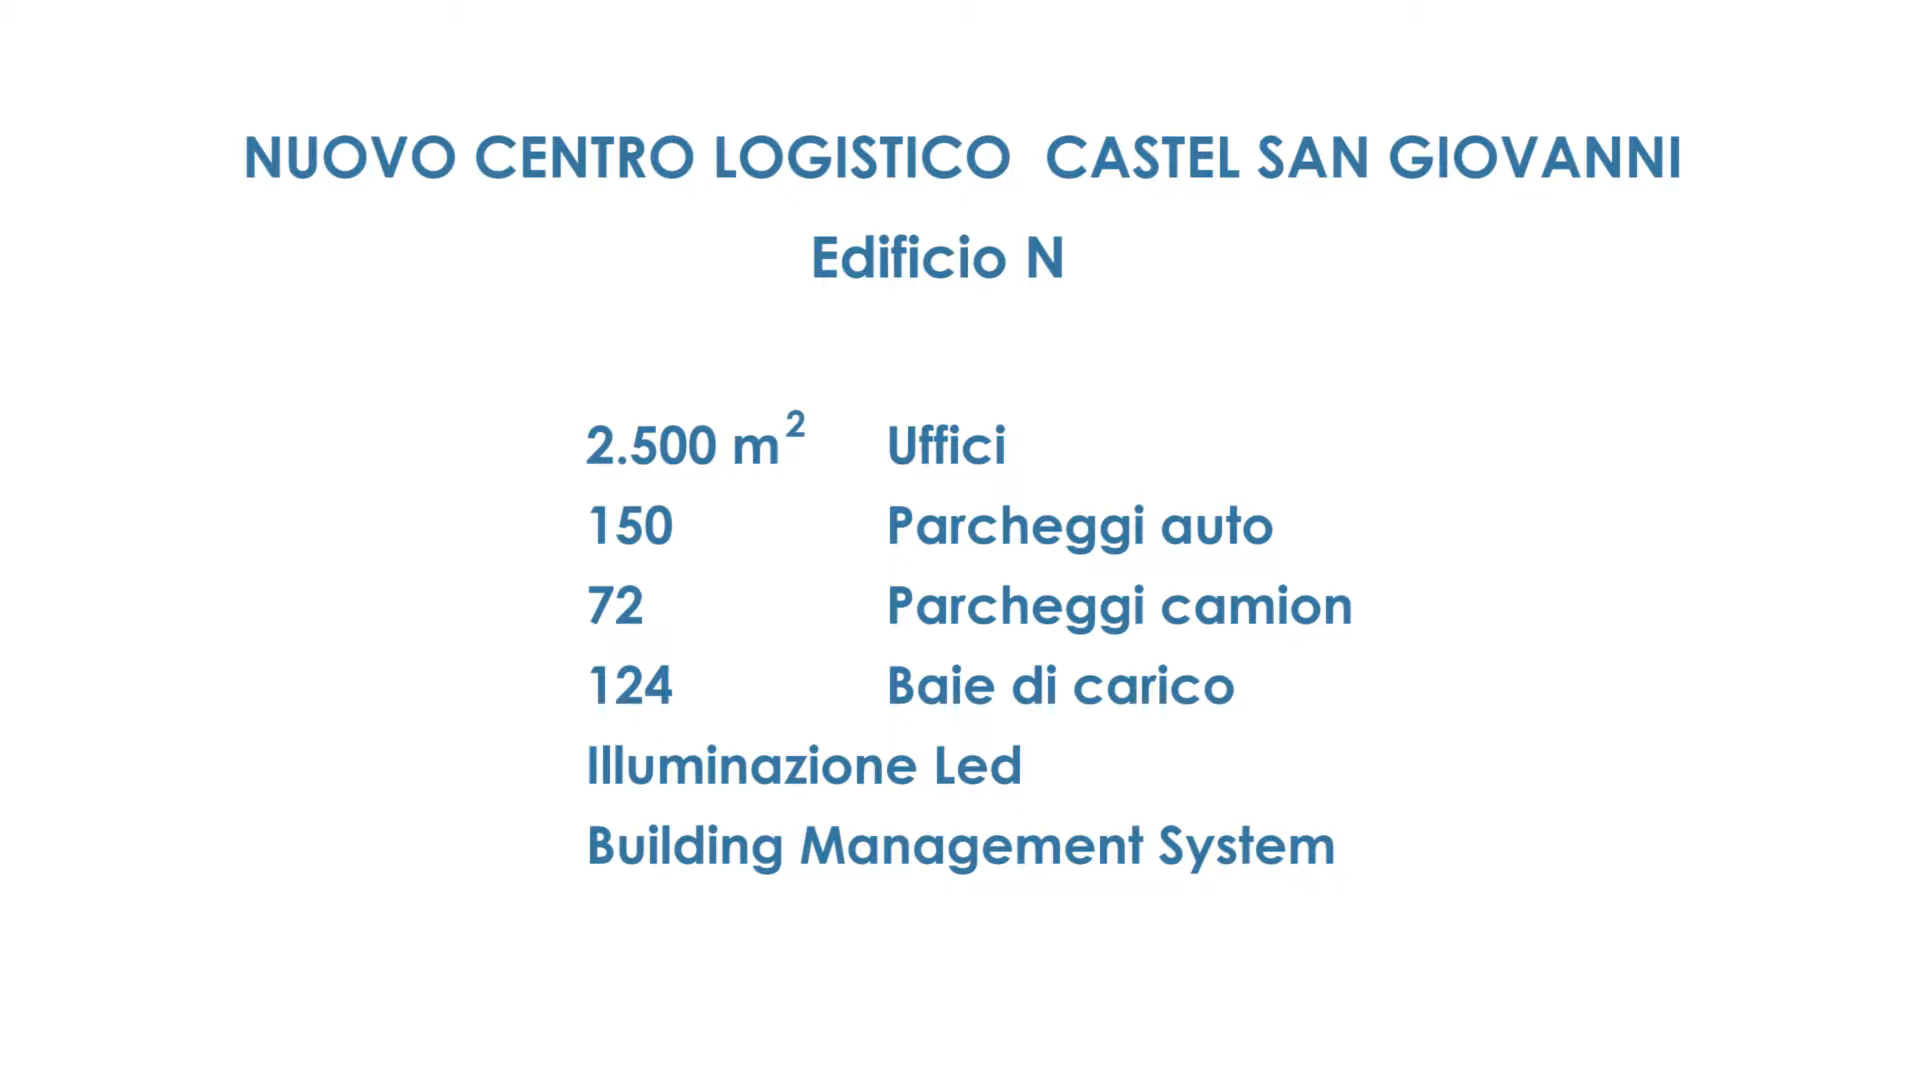 NUOVO CENTRO LOGISTICO CASTEL SAN GIOVANNI
Edificio N
2.500 m² Uffici
150 Parcheggi auto
72 Parcheggi camion
124 Baie di carico
Illuminazione Led
Building Management System